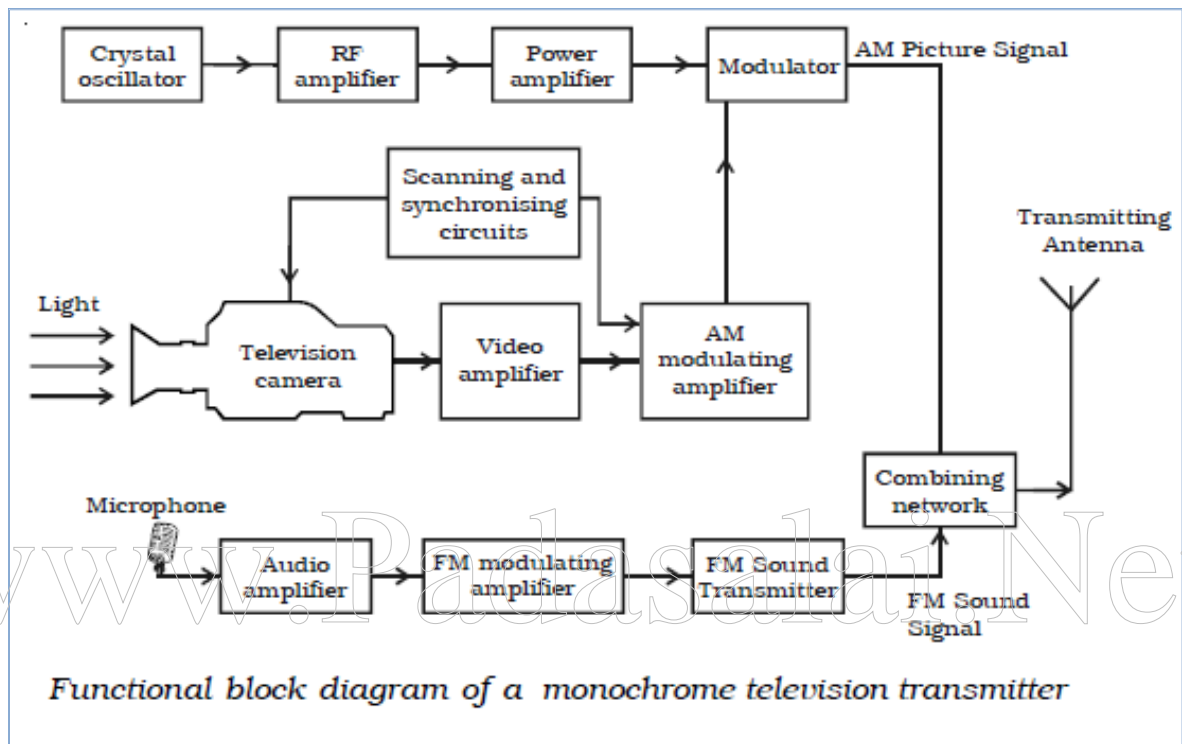 Crystal
oscillator
RF
amplifier
Power
amplifier
Modulator
AM Picture Signal
Scanning and
synchronising
circuits
Transmitting
Antenna
Light
Television
camera
Video
amplifier
AM
modulating
amplifier
Combining
network
Microphone
Audio
amplifier
FM modulating
amplifier
FM Sound
Transmitter
FM Sound
Signal
www.Padasalai.Ne
Functional block diagram of a monochrome television transmitter